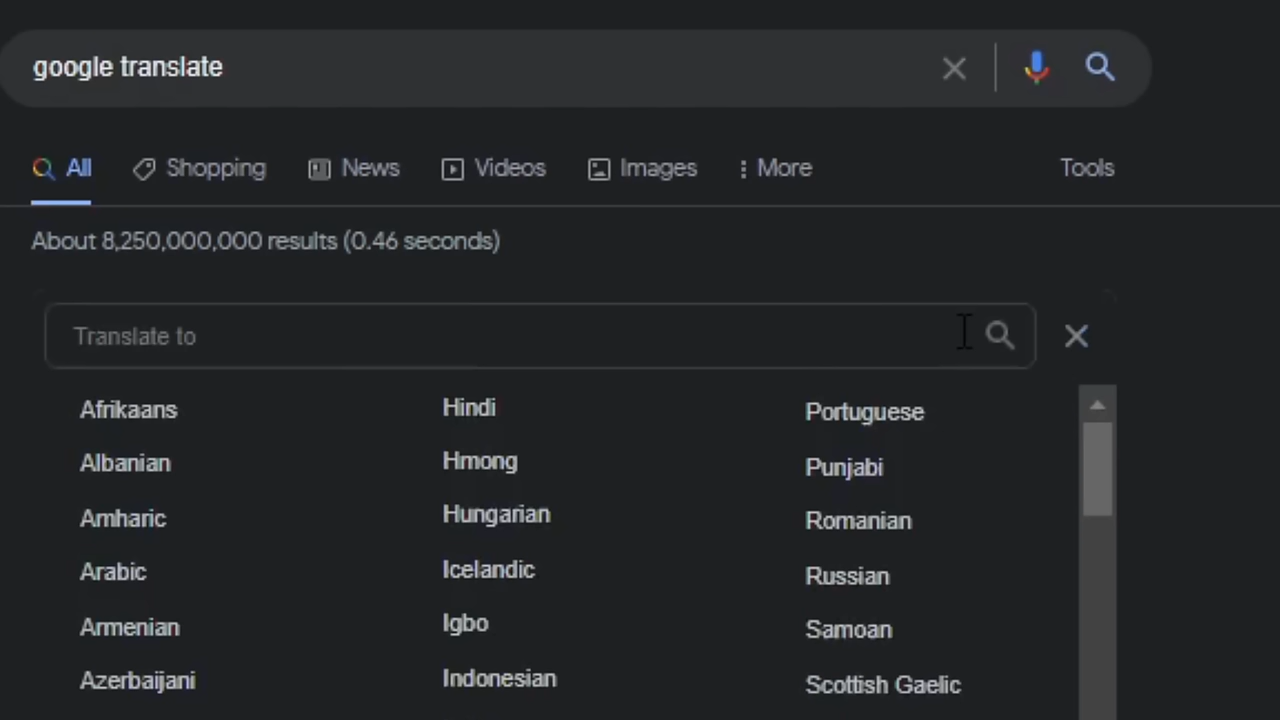 google translate
All Shopping News Videos Images More Tools
About 8,250,000,000 results (0.46 seconds)
Translate to
Afrikaans Hindi Portuguese
Albanian Hmong Punjabi
Amharic Hungarian Romanian
Arabic Icelandic Russian
Armenian Igbo Samoan
Azerbaijani Indonesian Scottish Gaelic